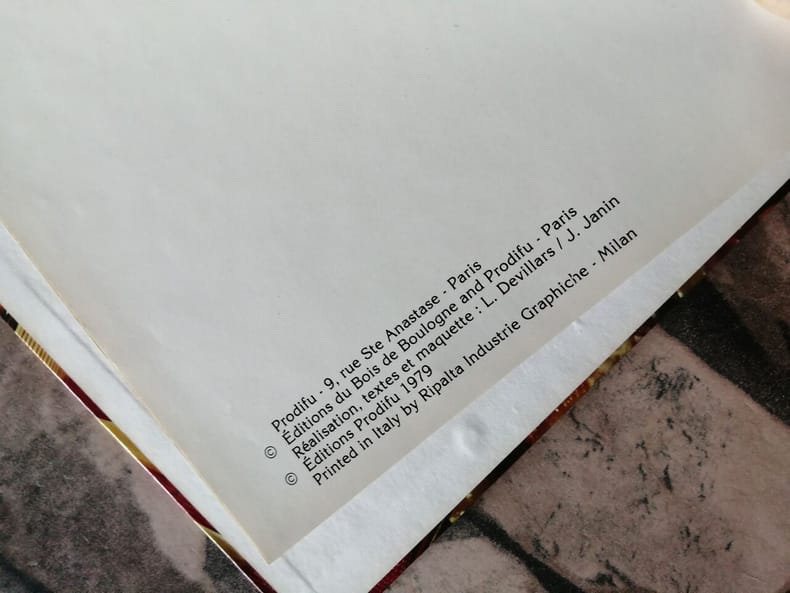 Prodifu - 9, rue Ste Anastase - Paris
© Éditions du Bois de Boulogne and Prodifu - Paris
Réalisation, textes et maquette : L. Devillars / J. Janin
© Éditions Prodifu 1979
Printed in Italy by Ripalta Industrie Graphiche - Milan